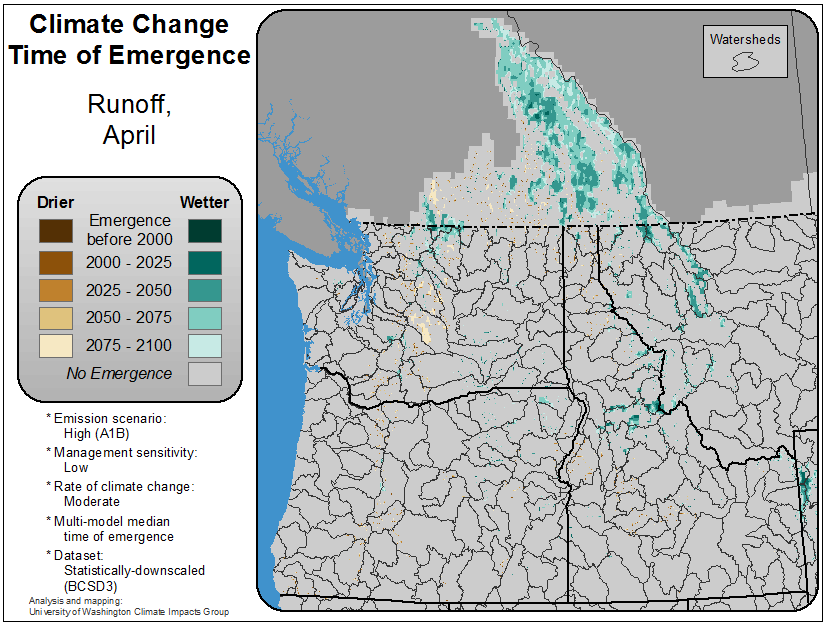 Climate Change
Time of Emergence
Runoff,
April
Drier
Wetter
Emergence
before 2000
2000 - 2025
2025 - 2050
2050 - 2075
2075 - 2100
No Emergence
* Emission scenario:
High (A1B)
* Management sensitivity:
Low
* Rate of climate change:
Moderate
* Multi-model median
time of emergence
* Dataset:
Statistically-downscaled
(BCSD3)
Analysis and mapping:
University of Washington Climate Impacts Group
Watersheds